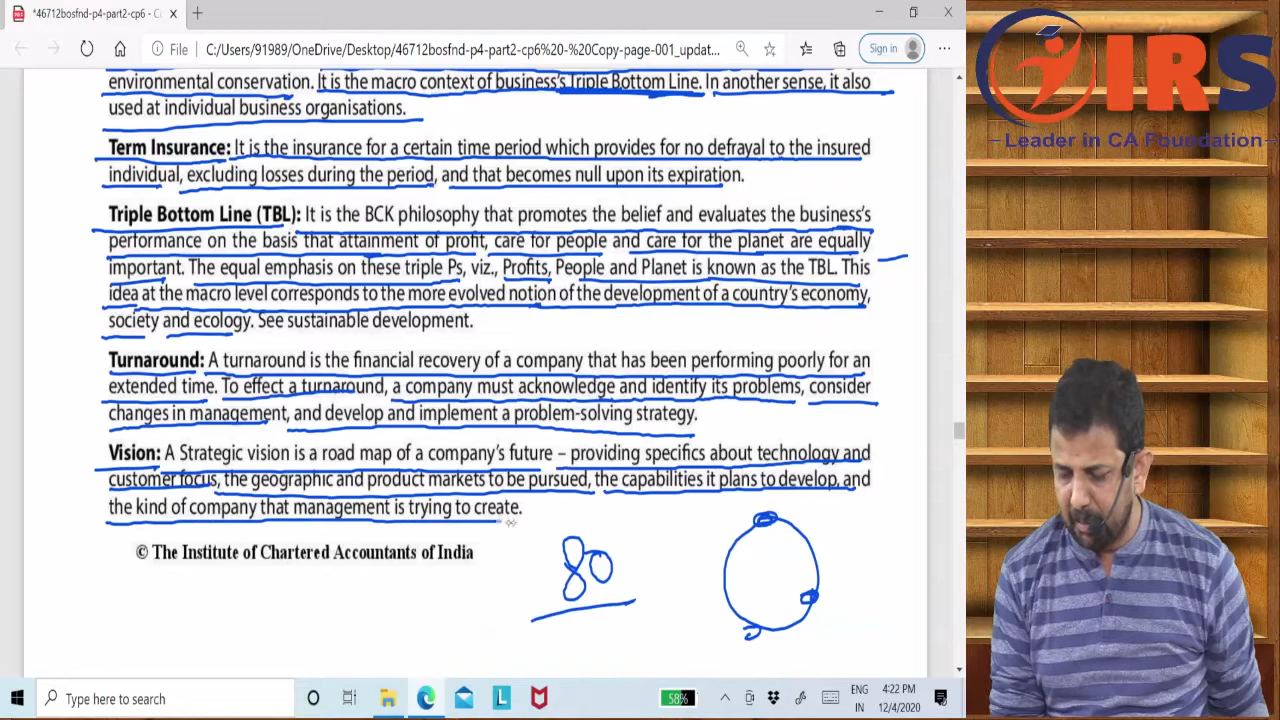 *46712bosfnd-p4-part2-cp6 - C
File
C:/Users/91989/OneDrive/Desktop/46712bosfnd-p4-part2-cp6%20-%20Copy-page-001_updat...
Sign in
environmental conservation. It is the macro context of business's Triple Bottom Line. In another sense, it also
used at individual business organisations.
Term Insurance: It is the insurance for a certain time period which provides for no defrayal to the insured
individual, excluding losses during the period, and that becomes null upon its expiration.
Triple Bottom Line (TBL): It is the BCK philosophy that promotes the belief and evaluates the business's
performance on the basis that attainment of profit, care for people and care for the planet are equally
important. The equal emphasis on these triple Ps, viz., Profits, People and Planet is known as the TBL. This
idea at the macro level corresponds to the more evolved notion of the development of a country's economy,
society and ecology. See sustainable development.
Turnaround: A turnaround is the financial recovery of a company that has been performing poorly for an
extended time. To effect a turnaround, a company must acknowledge and identify its problems, consider
changes in management, and develop and implement a problem-solving strategy.
Vision: A Strategic vision is a road map of a company's future – providing specifics about technology and
customer focus, the geographic and product markets to be pursued, the capabilities it plans to develop, and
the kind of company that management is trying to create.
© The Institute of Chartered Accountants of India
80
IRS
Leader in CA Foundation
Type here to search
58%
ENG
IN
4:22 PM
12/4/2020